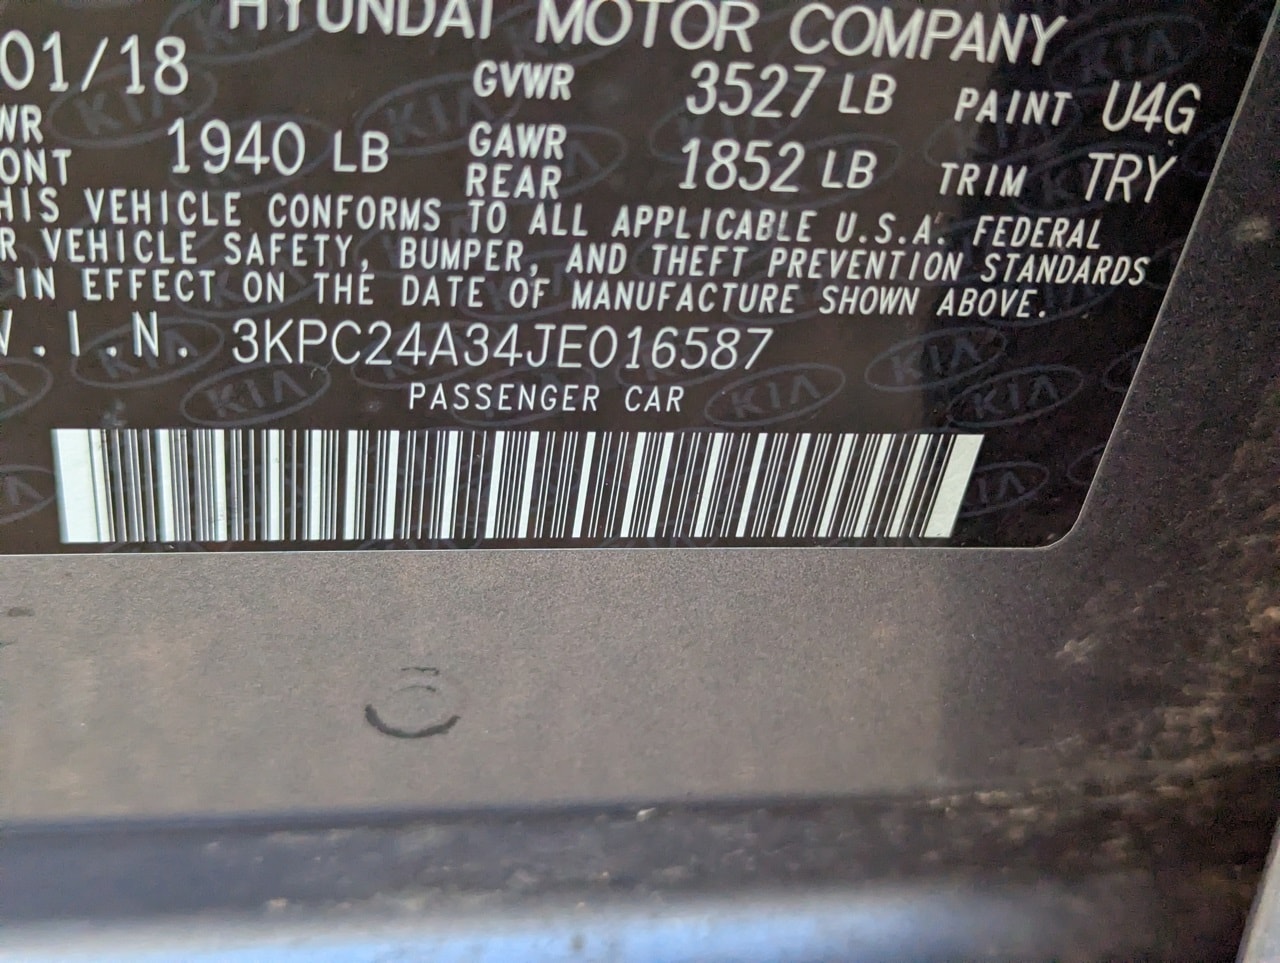 HYUNDAI MOTOR COMPANY
01/18 GVWR 3527 LB PAINT U4G
WR
ONT 1940 LB GAWR
REAR 1852 LB TRIM TRY
HIS VEHICLE CONFORMS TO ALL APPLICABLE U.S.A. FEDERAL
R VEHICLE SAFETY, BUMPER, AND THEFT PREVENTION STANDARDS
IN EFFECT ON THE DATE OF MANUFACTURE SHOWN ABOVE.
V.I.N. 3KPC24A34JE016587
PASSENGER CAR
KIA